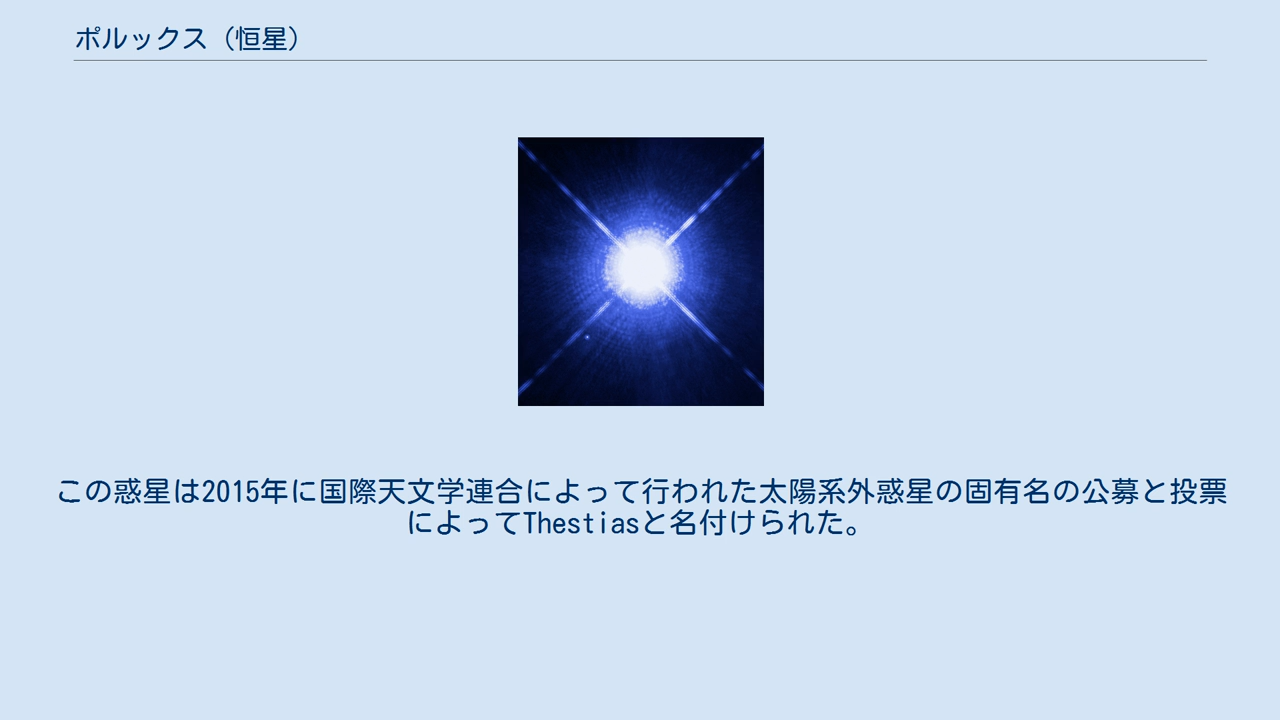 ポルックス（恒星）
この惑星は2015年に国際天文学連合によって行われた太陽系外惑星の固有名の公募と投票
によってThestiasと名付けられた。